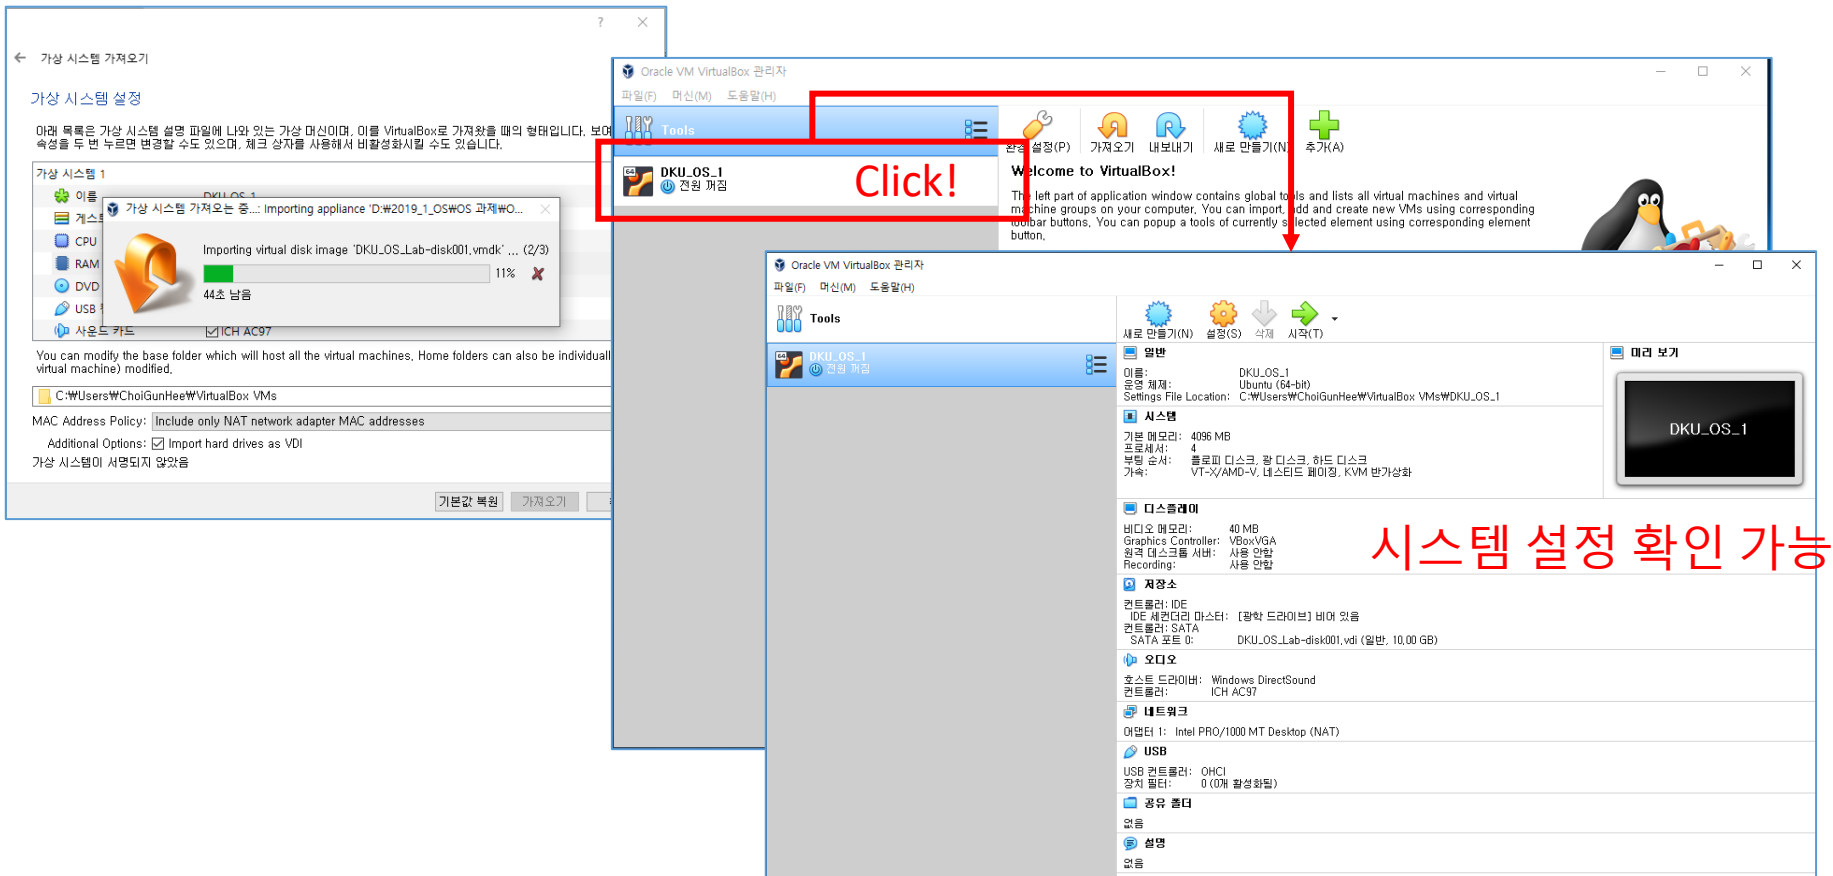 가상 시스템 가져오기
가상 시스템 설정
아래 목록은 가상 시스템 설명 파일에 나와 있는 가상 머신이며, 이를 VirtualBox로 가져왔을 때의 형태입니다. 보여
속성을 두 번 누르면 변경할 수도 있으며, 체크 상자를 사용해서 비활성화시킬 수도 있습니다.
가상 시스템 1
이름
DKU_OS_1
게스트
CPU
RAM
DVD
USB
사운드 카드
ICH AC97
가상 시스템 가져오는 중...: Importing appliance 'D:₩2019_1_OS₩OS 과제₩O...
Importing virtual disk image 'DKU_OS_Lab-disk001.vmdk' ... (2/3)
11%
44초 남음
You can modify the base folder which will host all the virtual machines. Home folders can also be individuall
virtual machine) modified.
C:₩Users₩ChoiGunHee₩VirtualBox VMs
MAC Address Policy: Include only NAT network adapter MAC addresses
Additional Options: Import hard drives as VDI
가상 시스템이 서명되지 않았음
기본값 복원
가져오기
Oracle VM VirtualBox 관리자
파일(F) 머신(M) 도움말(H)
Tools
64
DKU_OS_1
전원 꺼짐
Click!
환경 설정(P)
가져오기
내보내기
새로 만들기(N)
추가(A)
Welcome to VirtualBox!
The left part of application window contains global tools and lists all virtual machines and virtual
machine groups on your computer. You can import, add and create new VMs using corresponding
toolbar buttons. You can popup a tools of currently selected element using corresponding element
button.
Oracle VM VirtualBox 관리자
파일(F) 머신(M) 도움말(H)
Tools
64
DKU_OS_1
전원 꺼짐
새로 만들기(N)
설정(S)
삭제
시작(T)
일반
이름: DKU_OS_1
운영 체제: Ubuntu (64-bit)
Settings File Location: C:₩Users₩ChoiGunHee₩VirtualBox VMs₩DKU_OS_1
미리 보기
DKU_OS_1
시스템
기본 메모리: 4096 MB
프로세서: 4
부팅 순서: 플로피 디스크, 광 디스크, 하드 디스크
가속: VT-X/AMD-V, 네스티드 페이징, KVM 반가상화
디스플레이
비디오 메모리: 40 MB
Graphics Controller: VBoxVGA
원격 데스크톱 서버: 사용 안함
Recording: 사용 안함
시스템 설정 확인 가능
저장소
컨트롤러: IDE
IDE 세컨더리 마스터: [광학 드라이브] 비어 있음
컨트롤러: SATA
SATA 포트 0: DKU_OS_Lab-disk001.vdi (일반, 10,00 GB)
오디오
호스트 드라이버: Windows DirectSound
컨트롤러: ICH AC97
네트워크
어댑터 1: Intel PRO/1000 MT Desktop (NAT)
USB
USB 컨트롤러: OHCI
장치 필터: 0 (0개 활성화됨)
공유 폴더
없음
설명
없음